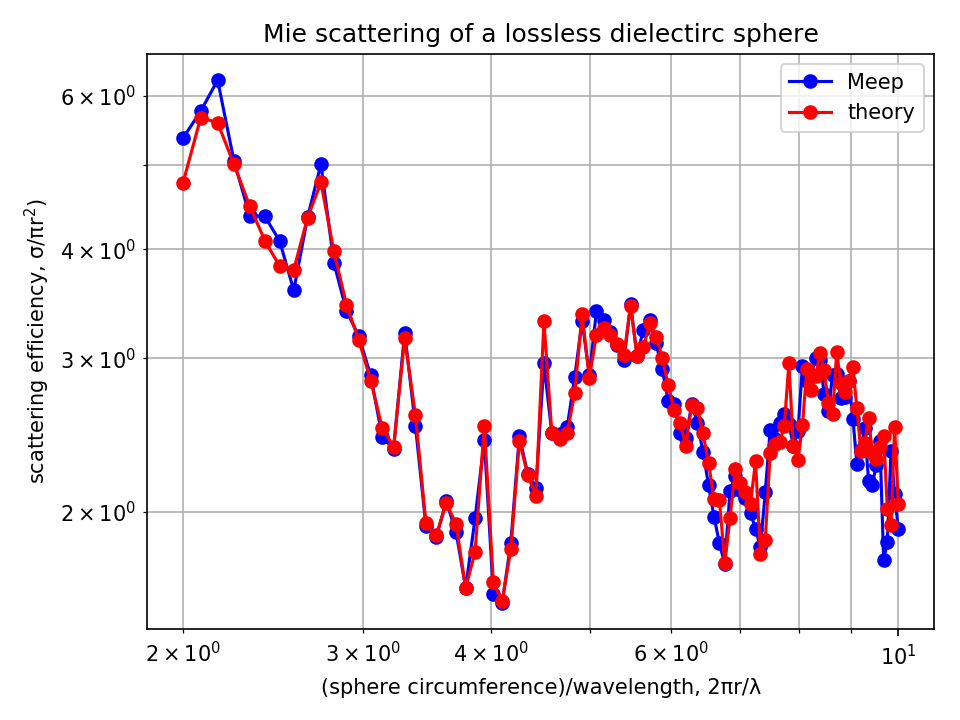 Mie scattering of a lossless dielectirc sphere
Meep
theory
6 × 10⁰
4 × 10⁰
3 × 10⁰
2 × 10⁰
scattering efficiency, σ/πr²)
2 × 10⁰
3 × 10⁰
4 × 10⁰
6 × 10⁰
10¹
(sphere circumference)/wavelength, 2πr/λ